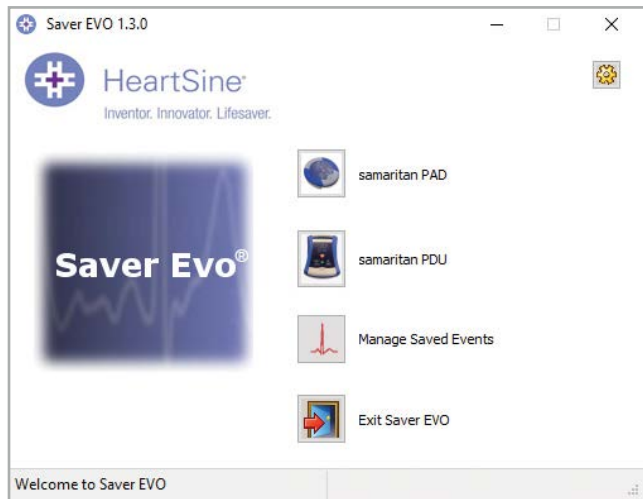 Saver EVO 1.3.0
HeartSine®
Inventor. Innovator. Lifesaver.
Saver Evo®
samaritan PAD
samaritan PDU
Manage Saved Events
Exit Saver EVO
Welcome to Saver EVO